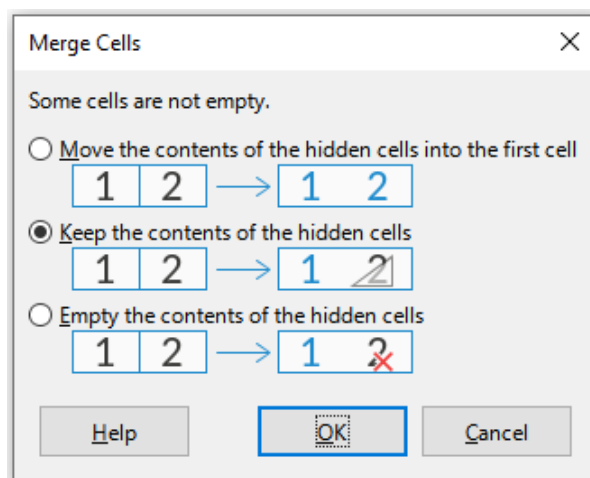 Merge Cells
Some cells are not empty.
Move the contents of the hidden cells into the first cell
1 2 1 2
Keep the contents of the hidden cells
1 2 1 2
Empty the contents of the hidden cells
1 2 1 2
Help OK Cancel